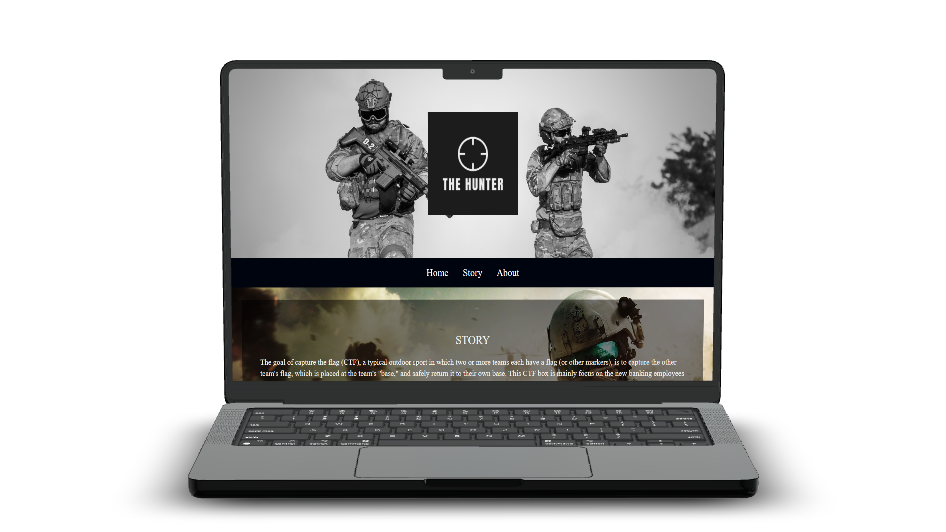 D-2
THE HUNTER
Home Story About
STORY
The goal of capture the flag (CTF), a typical outdoor sport in which two or more teams each have a flag (or other markers), is to capture the other
team's flag, which is placed at the team's "base," and safely return it to their own base. This CTF box is mainly focus on the new banking employees